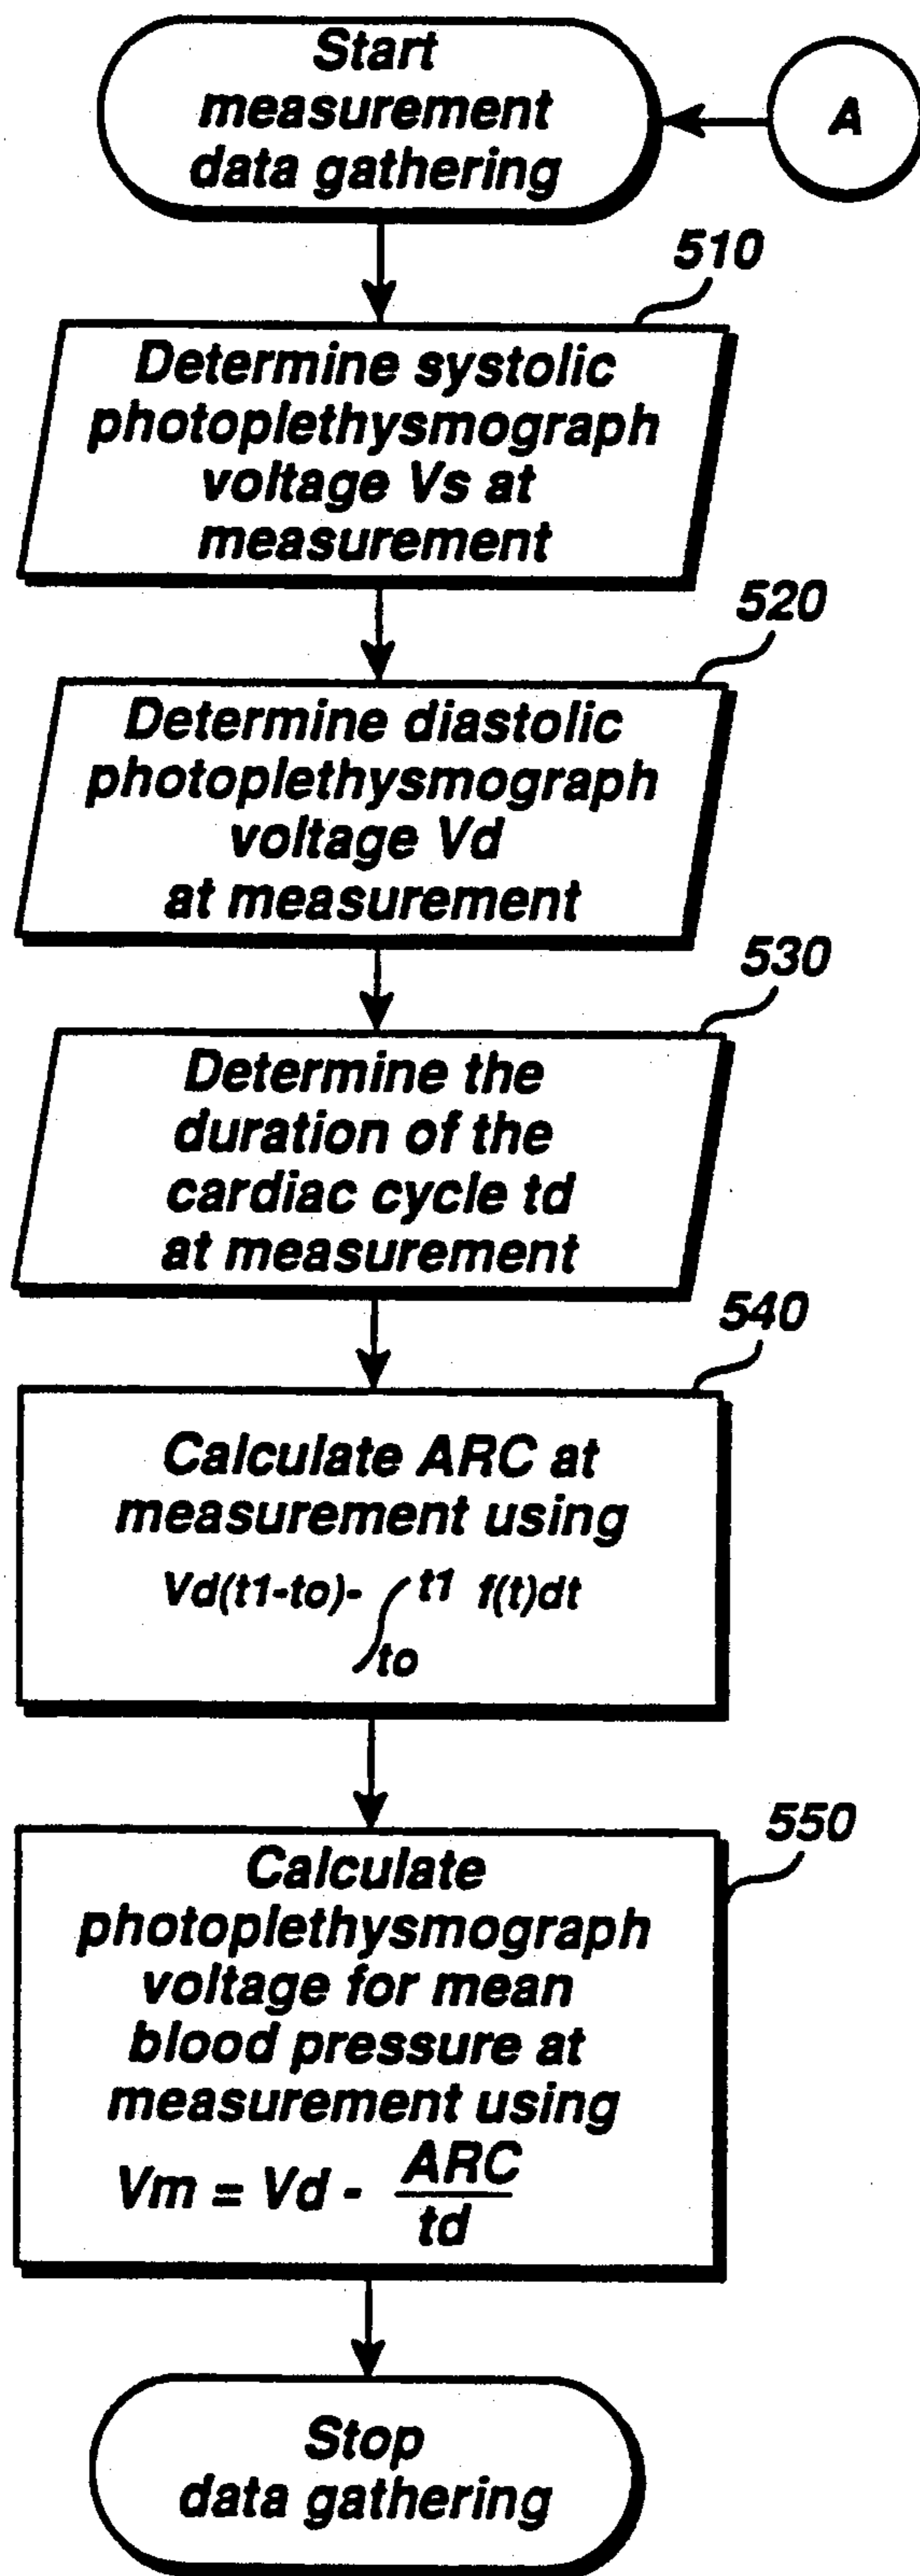 Start
measurement
data gathering
A
510
Determine systolic
photoplethysmograph
voltage Vs at
measurement
520
Determine diastolic
photoplethysmograph
voltage Vd
at measurement
530
Determine the
duration of the
cardiac cycle td
at measurement
540
Calculate ARC at
measurement using
Vd(t1-to)- ∫ t1 f(t)dt
to
550
Calculate
photoplethysmograph
voltage for mean
blood pressure at
measurement using
Vm = Vd - ARC
td
Stop
data gathering